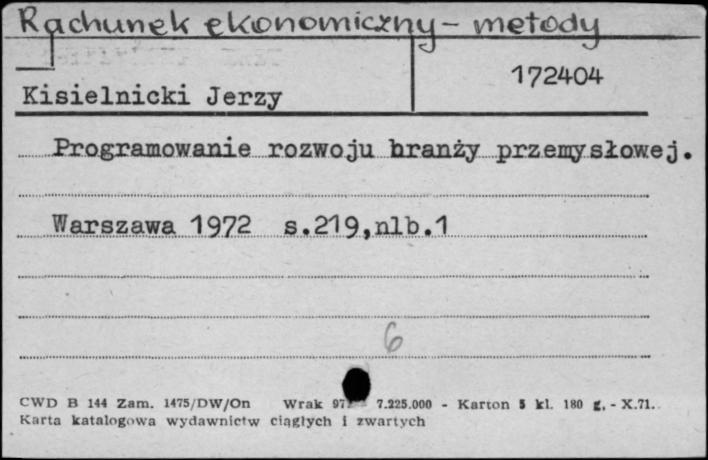 Rachunek ekonomiczny - metody
172404
Kisielnicki Jerzy
Programowanie rozwoju branży przemysłowej.
Warszawa 1972 s.219,nlb.1
6
CWD B 144 Zam. 1475/DW/On Wrak 7.225.000 - Karton 5 kl. 180 g. - X.71.
Karta katalogowa wydawnictw ciągłych i zwartych